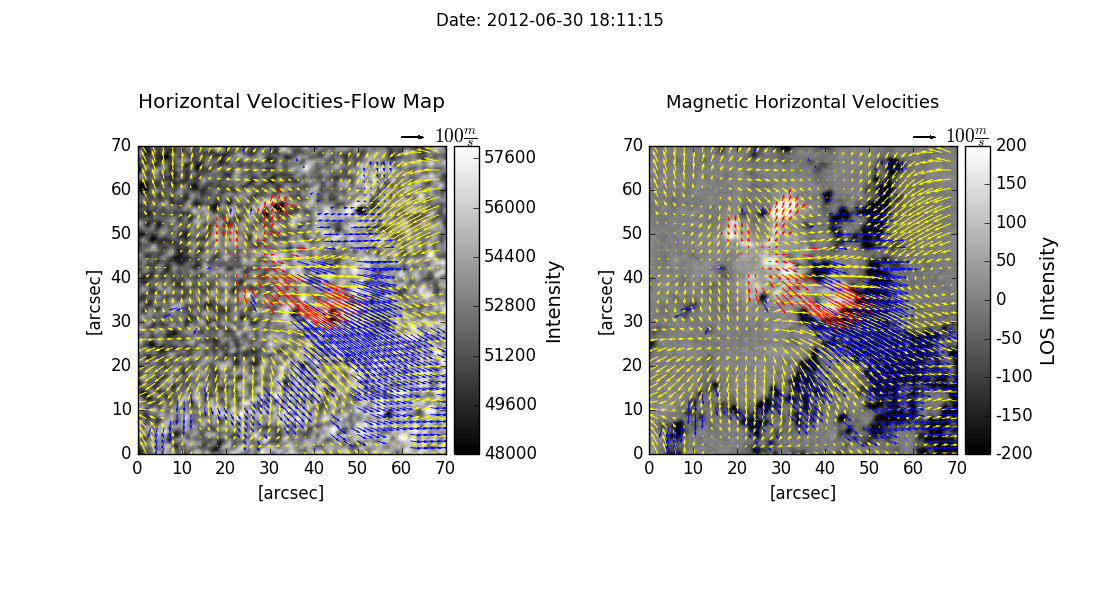 Date: 2012-06-30 18:11:15
Horizontal Velocities-Flow Map
100 m/s
70
60
50
40
30
20
10
0
0 10 20 30 40 50 60 70
[arcsec]
[arcsec]
57600
56000
54400
52800
51200
49600
48000
Intensity
Magnetic Horizontal Velocities
100 m/s
70
60
50
40
30
20
10
0
0 10 20 30 40 50 60 70
[arcsec]
[arcsec]
200
150
100
50
0
-50
-100
-150
-200
LOS Intensity